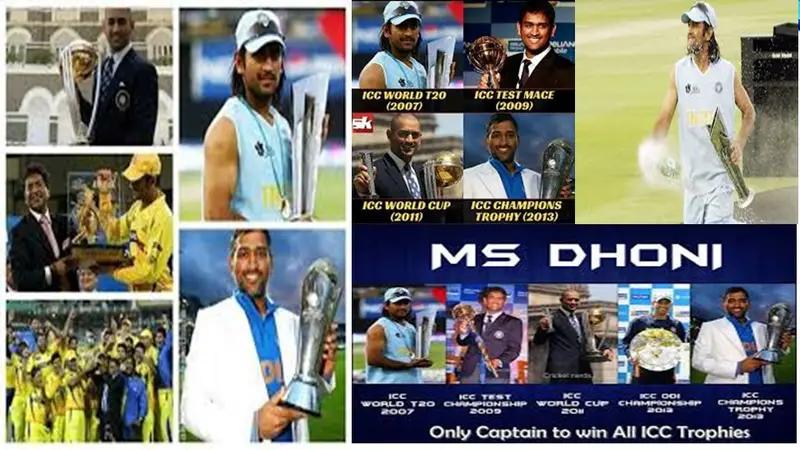 ICC WORLD T20
(2007)
ICC TEST MACE
(2009)
sk
ICC WORLD CUP
(2011)
ICC CHAMPIONS
TROPHY (2013)
MS DHONI
ICC
WORLD T20
2007
ICC TEST
CHAMPIONSHIP
2009
ICC
WORLD CUP
2011
ICC ODI
CHAMPIONSHIP
2013
ICC
CHAMPIONS
TROPHY
2013
Only Captain to win All ICC Trophies